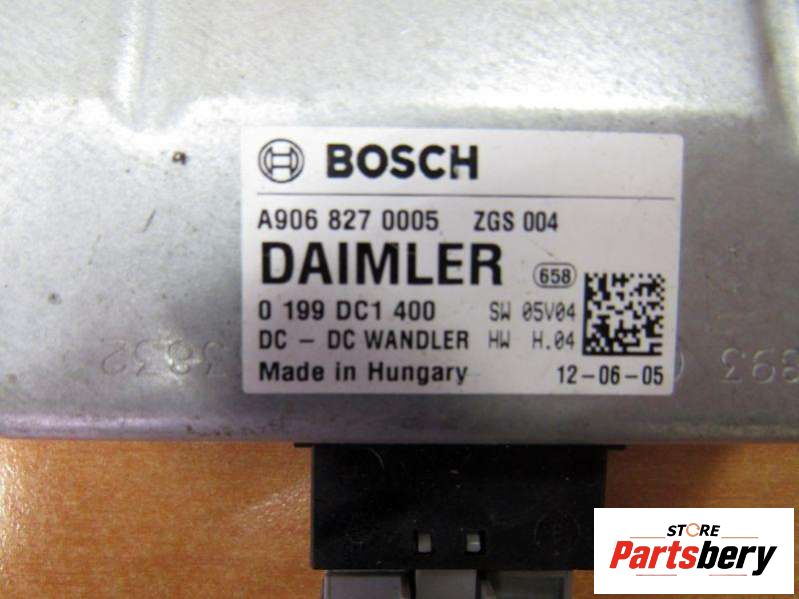 BOSCH
A906 827 0005 ZGS 004
DAIMLER 658
0 199 DC1 400 SW 05V04
DC - DC WANDLER HW H.04
Made in Hungary 12-06-05
STORE
Partsbery